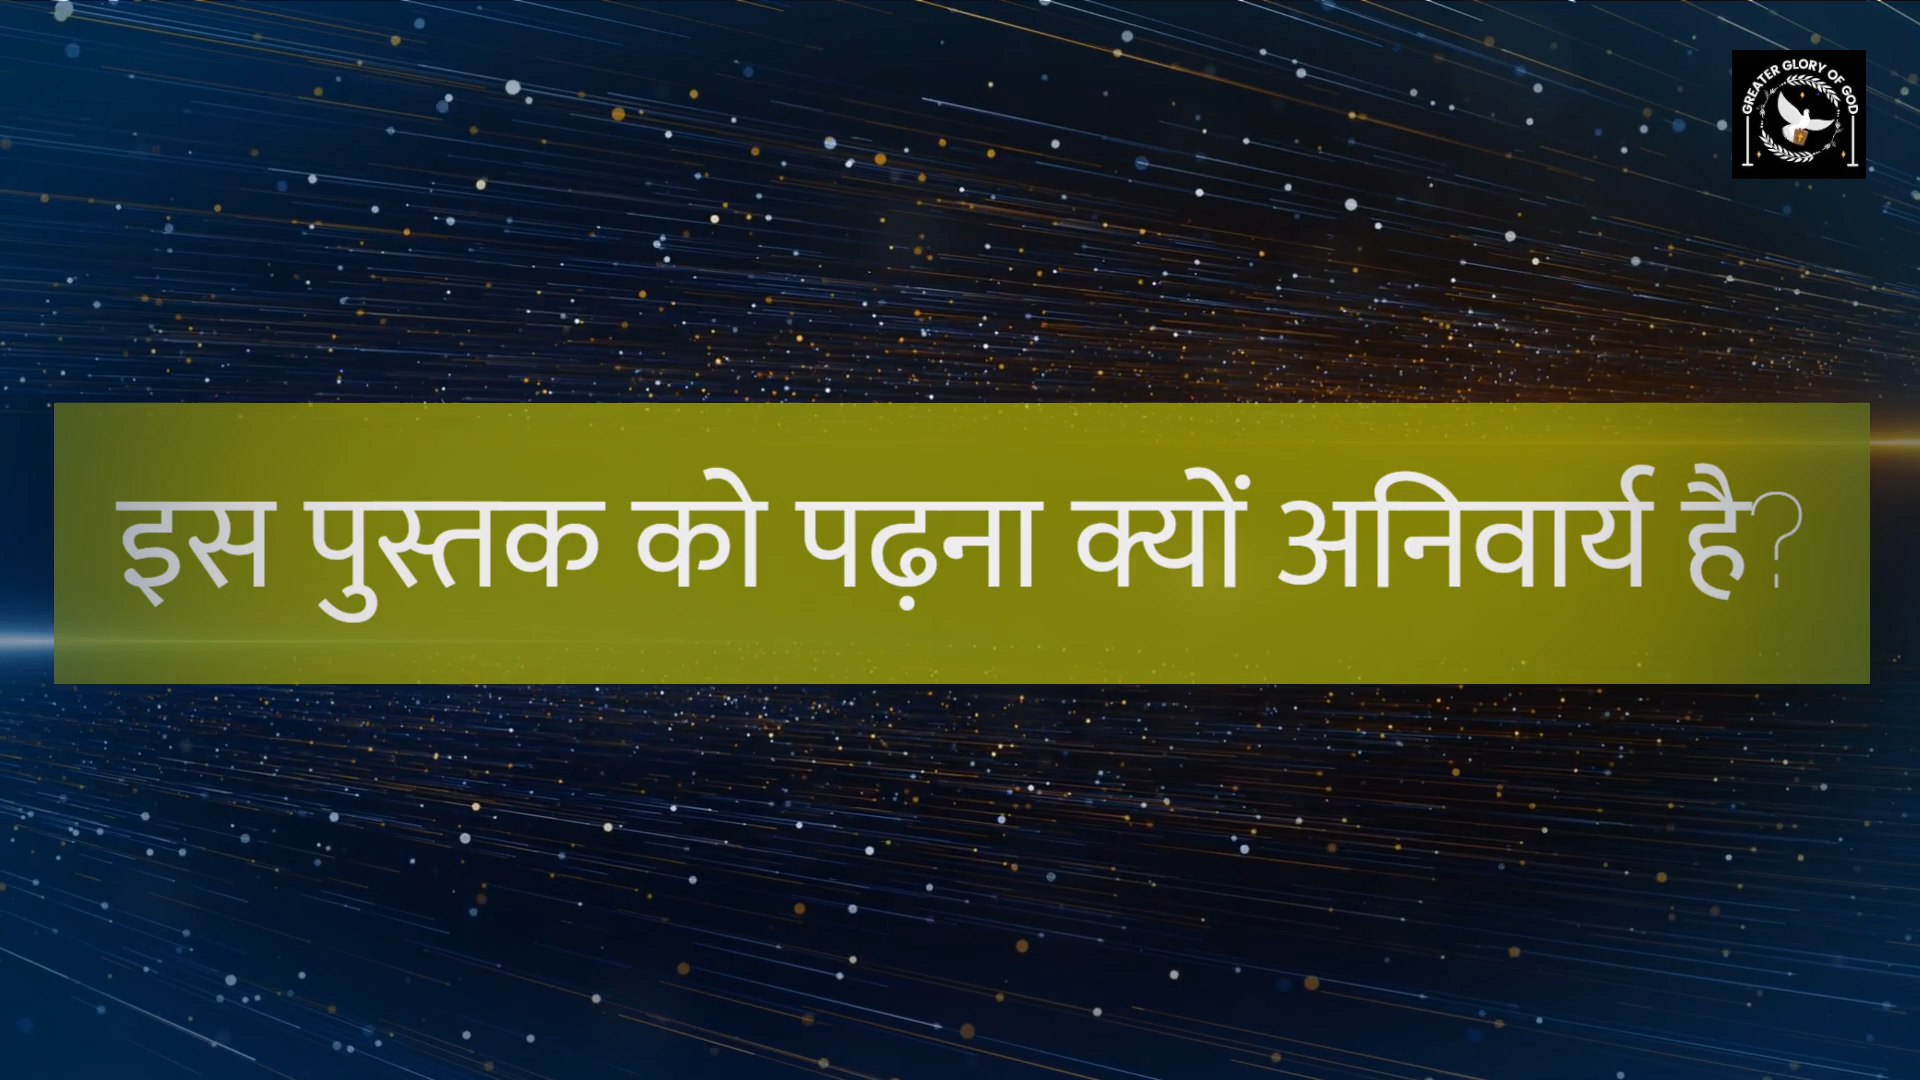 GREATER GLORY OF GOD
इस पुस्तक को पढ़ना क्यों अनिवार्य है?